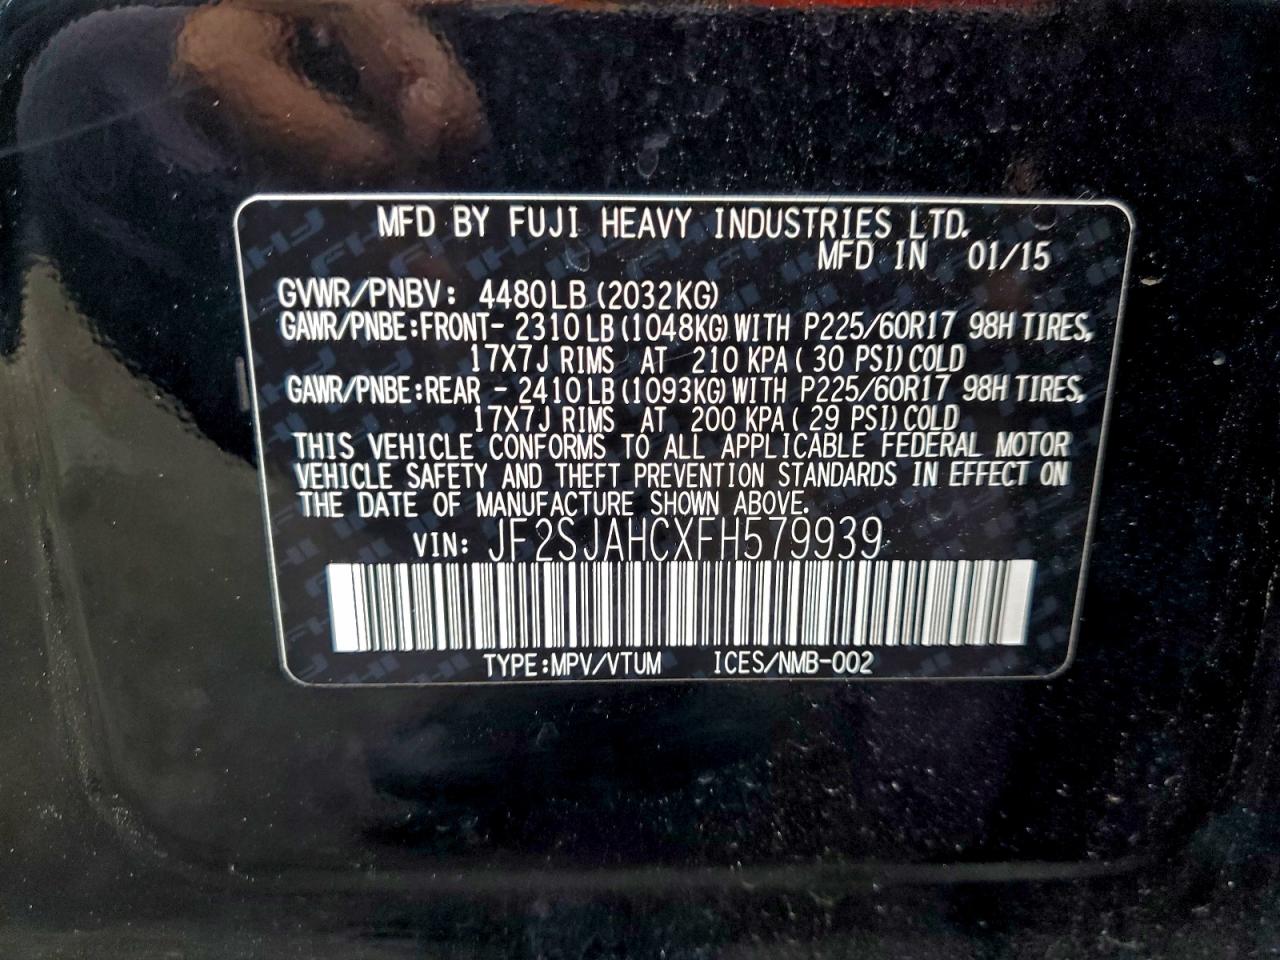 MFD BY FUJI HEAVY INDUSTRIES LTD.
MFD IN 01/15
GVWR/PNBV: 4480LB (2032KG)
GAWR/PNBE:FRONT- 2310 LB (1048KG) WITH P225/60R17 98H TIRES,
17X7J RIMS AT 210 KPA ( 30 PSI) COLD
GAWR/PNBE:REAR - 2410 LB (1093KG) WITH P225/60R17 98H TIRES,
17X7J RIMS AT 200 KPA ( 29 PSI) COLD
THIS VEHICLE CONFORMS TO ALL APPLICABLE FEDERAL MOTOR
VEHICLE SAFETY AND THEFT PREVENTION STANDARDS IN EFFECT ON
THE DATE OF MANUFACTURE SHOWN ABOVE.
VIN: JF2SJAHCXFH579939
TYPE:MPV/VTUM ICES/NMB-002